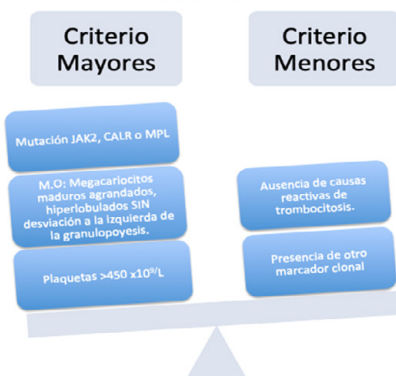 Criterio
Mayores
Criterio
Menores
Mutación JAK2, CALR o MPL
M.O: Megacariocitos
maduros agrandados,
hiperlobulados SIN
desviación a la izquierda de
la granulopoyesis.
Plaquetas >450 x10⁹/L
Ausencia de causas
reactivas de
trombocitosis.
Presencia de otro
marcador clonal